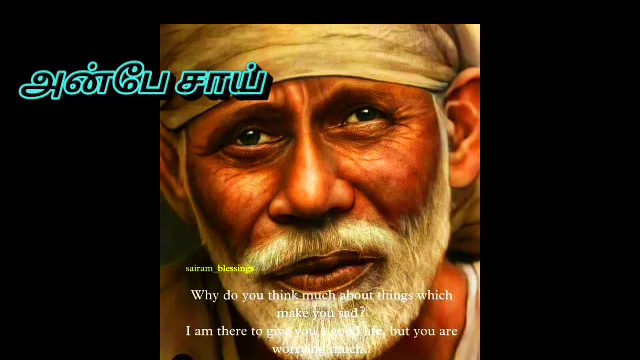 அன்பே சாய்
sairam_blessings
Why do you think much about things which
make you sad?
I am there to give you a good life, but you are
worrying much.!